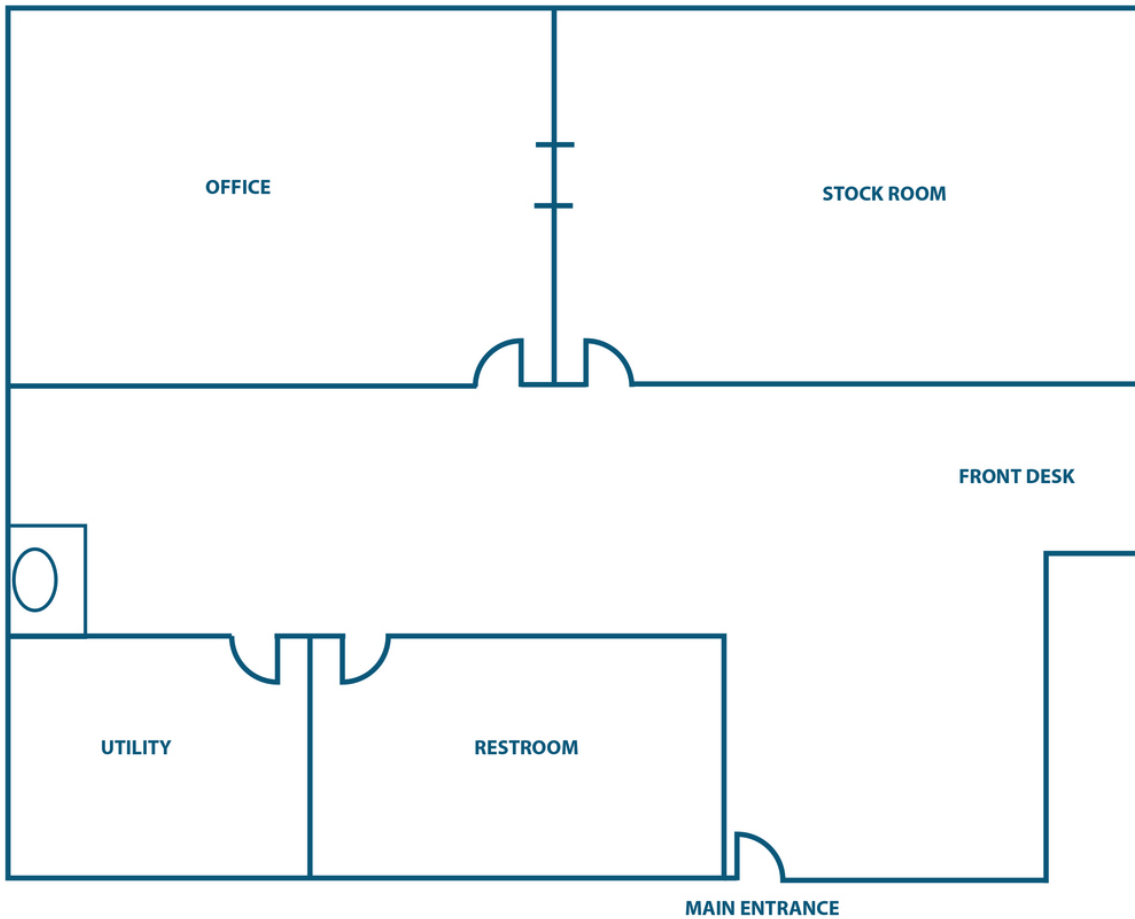 OFFICE
STOCK ROOM
FRONT DESK
UTILITY
RESTROOM
MAIN ENTRANCE